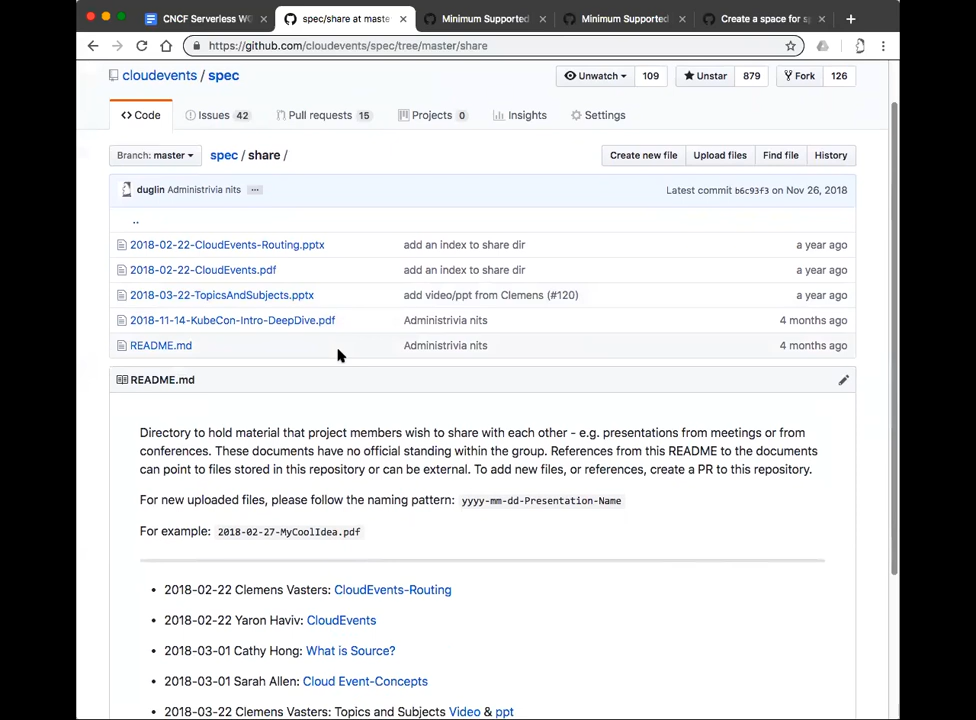 CNCF Serverless WG
spec/share at maste
Minimum Supported
Minimum Supported
Create a space for s
https://github.com/cloudevents/spec/tree/master/share
cloudevents / spec
Unwatch 109
Unstar 879
Fork 126
Code
Issues 42
Pull requests 15
Projects 0
Insights
Settings
Branch: master
spec / share /
Create new file
Upload files
Find file
History
duglin Administrivia nits ...
Latest commit b6c93f3 on Nov 26, 2018
..
2018-02-22-CloudEvents-Routing.pptx add an index to share dir a year ago
2018-02-22-CloudEvents.pdf add an index to share dir a year ago
2018-03-22-TopicsAndSubjects.pptx add video/ppt from Clemens (#120) a year ago
2018-11-14-KubeCon-Intro-DeepDive.pdf Administrivia nits 4 months ago
README.md Administrivia nits 4 months ago
README.md
Directory to hold material that project members wish to share with each other - e.g. presentations from meetings or from
conferences. These documents have no official standing within the group. References from this README to the documents
can point to files stored in this repository or can be external. To add new files, or references, create a PR to this repository.
For new uploaded files, please follow the naming pattern: yyyy-mm-dd-Presentation-Name
For example: 2018-02-27-MyCoolIdea.pdf
• 2018-02-22 Clemens Vasters: CloudEvents-Routing
• 2018-02-22 Yaron Haviv: CloudEvents
• 2018-03-01 Cathy Hong: What is Source?
• 2018-03-01 Sarah Allen: Cloud Event-Concepts
• 2018-03-22 Clemens Vasters: Topics and Subjects Video & ppt